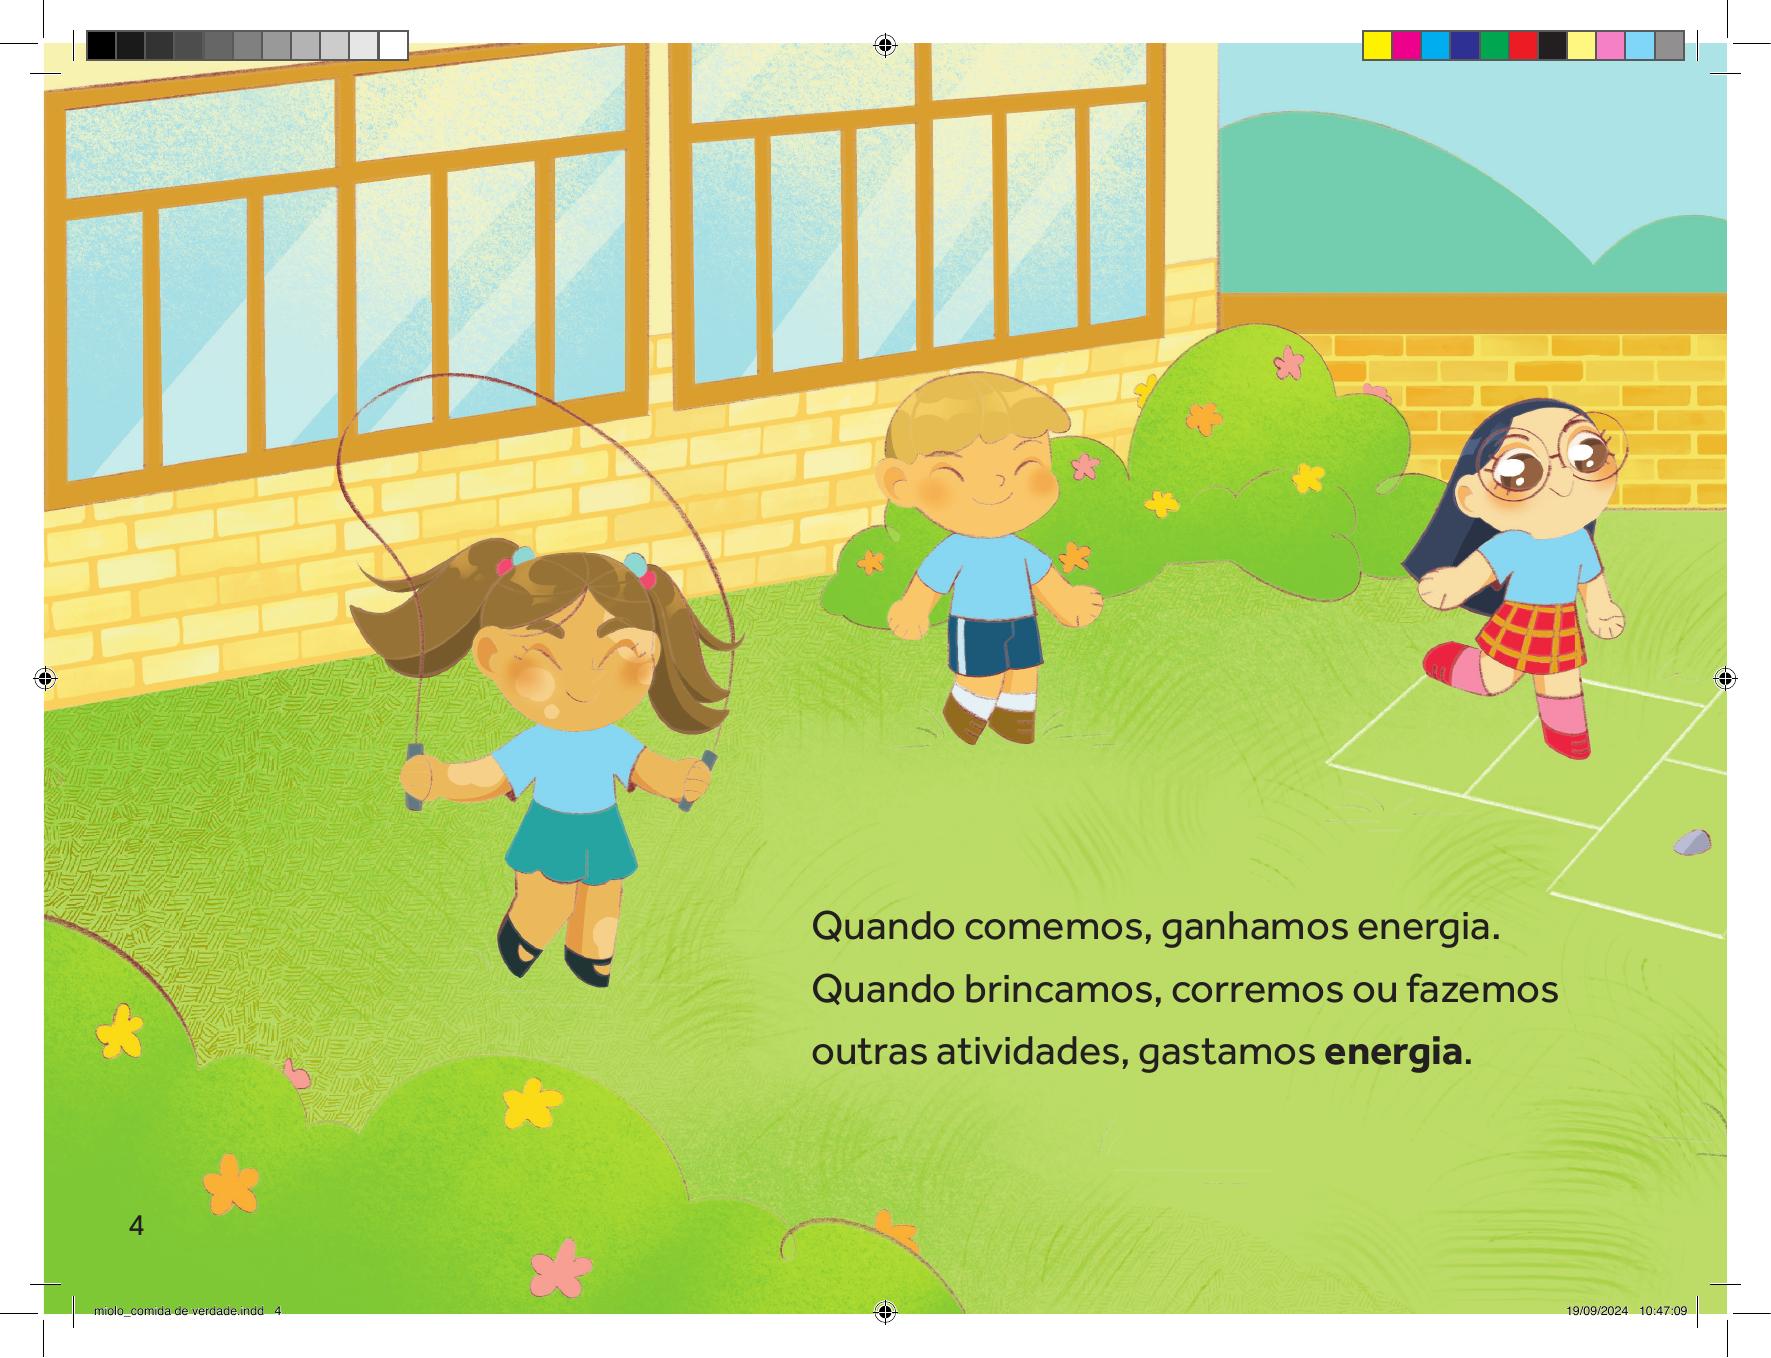 Quando comemos, ganhamos energia.
Quando brincamos, corremos ou fazemos
outras atividades, gastamos energia.
4
miolo_comida de verdade.indd   4
19/09/2024   10:47:09